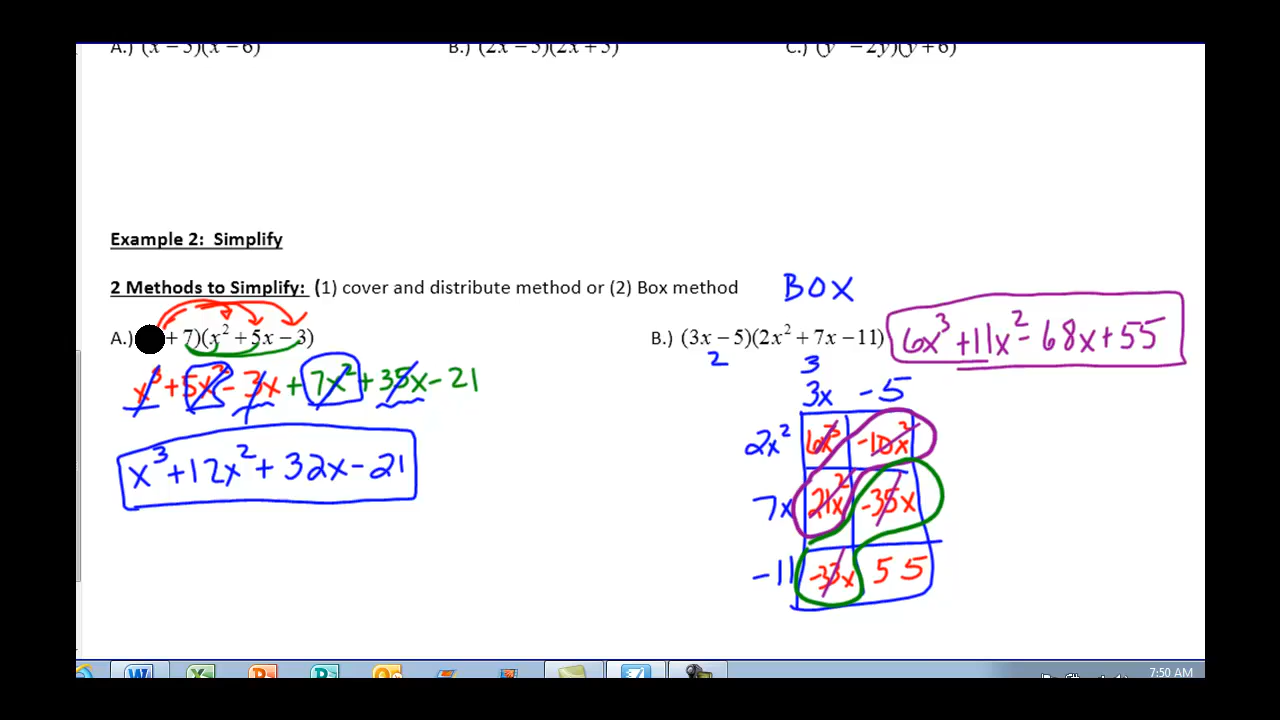 A.) (x − 5)(x − 6) B.) (2x − 5)(2x + 5) C.) (y − 2y)(y + 6)
Example 2: Simplify
2 Methods to Simplify: (1) cover and distribute method or (2) Box method
BOX
A.) + 7)(x² + 5x − 3)
x³ + 5x² - 3x + 7x² + 35x - 21
x³ + 12x² + 32x - 21
B.) (3x − 5)(2x² + 7x − 11)
6x³ + 11x² - 68x + 55
2 3
3x - 5
2x² 6x³ -10x²
7x 21x² -35x
-11 -33x 55
7:50 AM